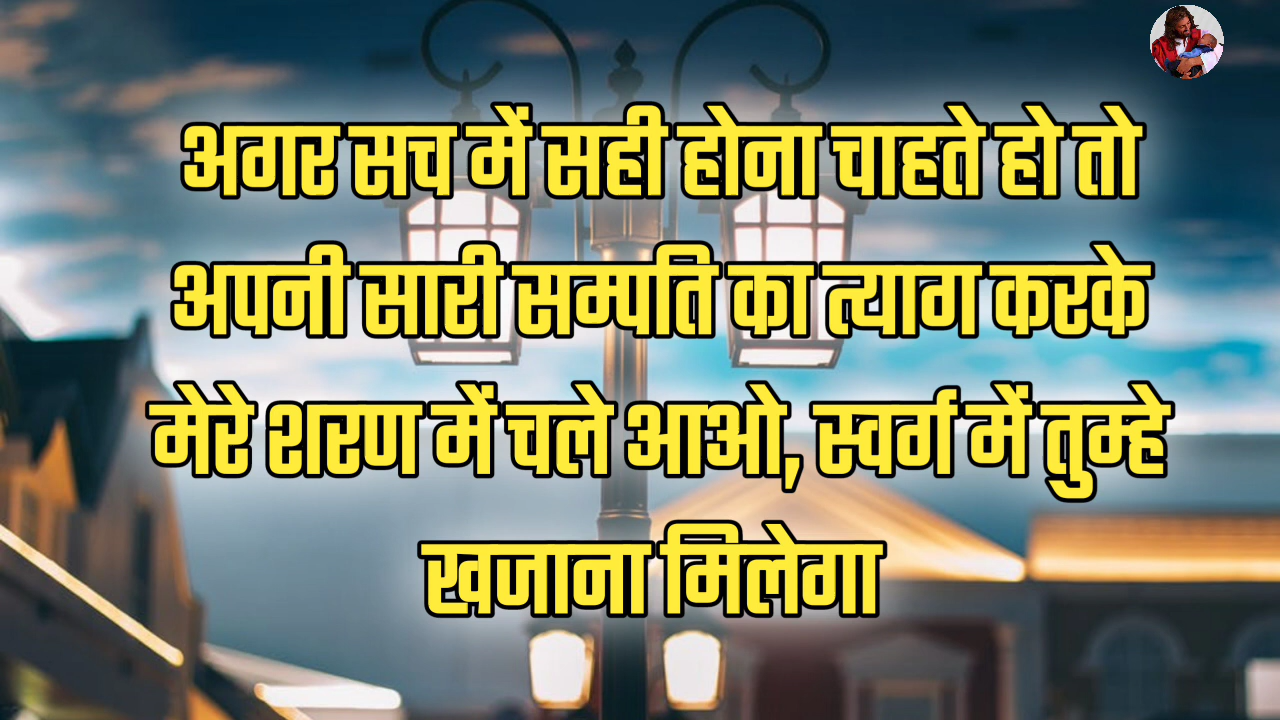 अगर सच में सही होना चाहते हो तो
अपनी सारी सम्पति का त्याग करके
मेरे शरण में चले आओ, स्वर्ग में तुम्हे
खजाना मिलेगा